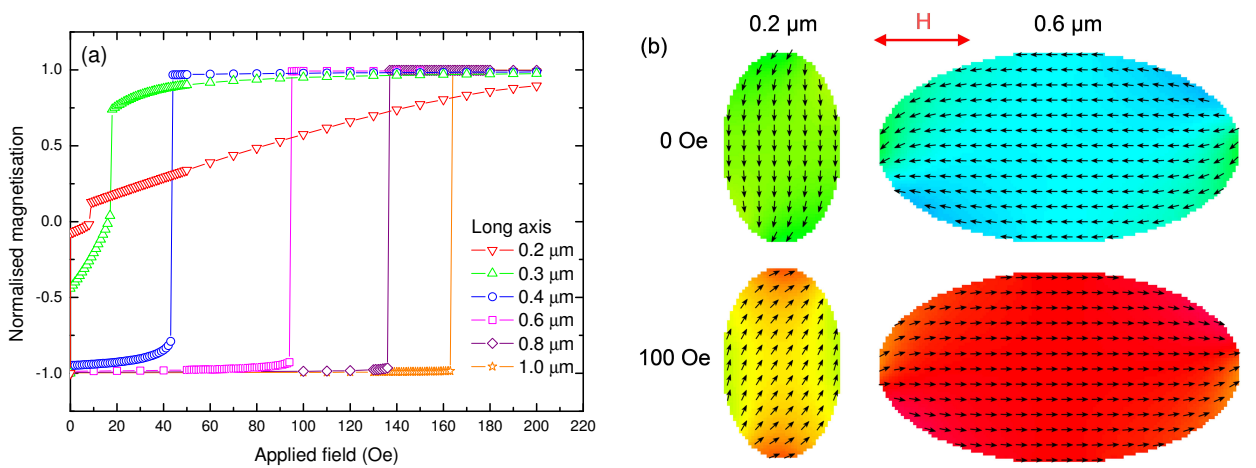 (a)
Normalised magnetisation
1.0
0.5
0.0
-0.5
-1.0
0 20 40 60 80 100 120 140 160 180 200 220
Applied field (Oe)
Long axis
0.2 μm
0.3 μm
0.4 μm
0.6 μm
0.8 μm
1.0 μm
(b)
0.2 μm
H
0.6 μm
0 Oe
100 Oe